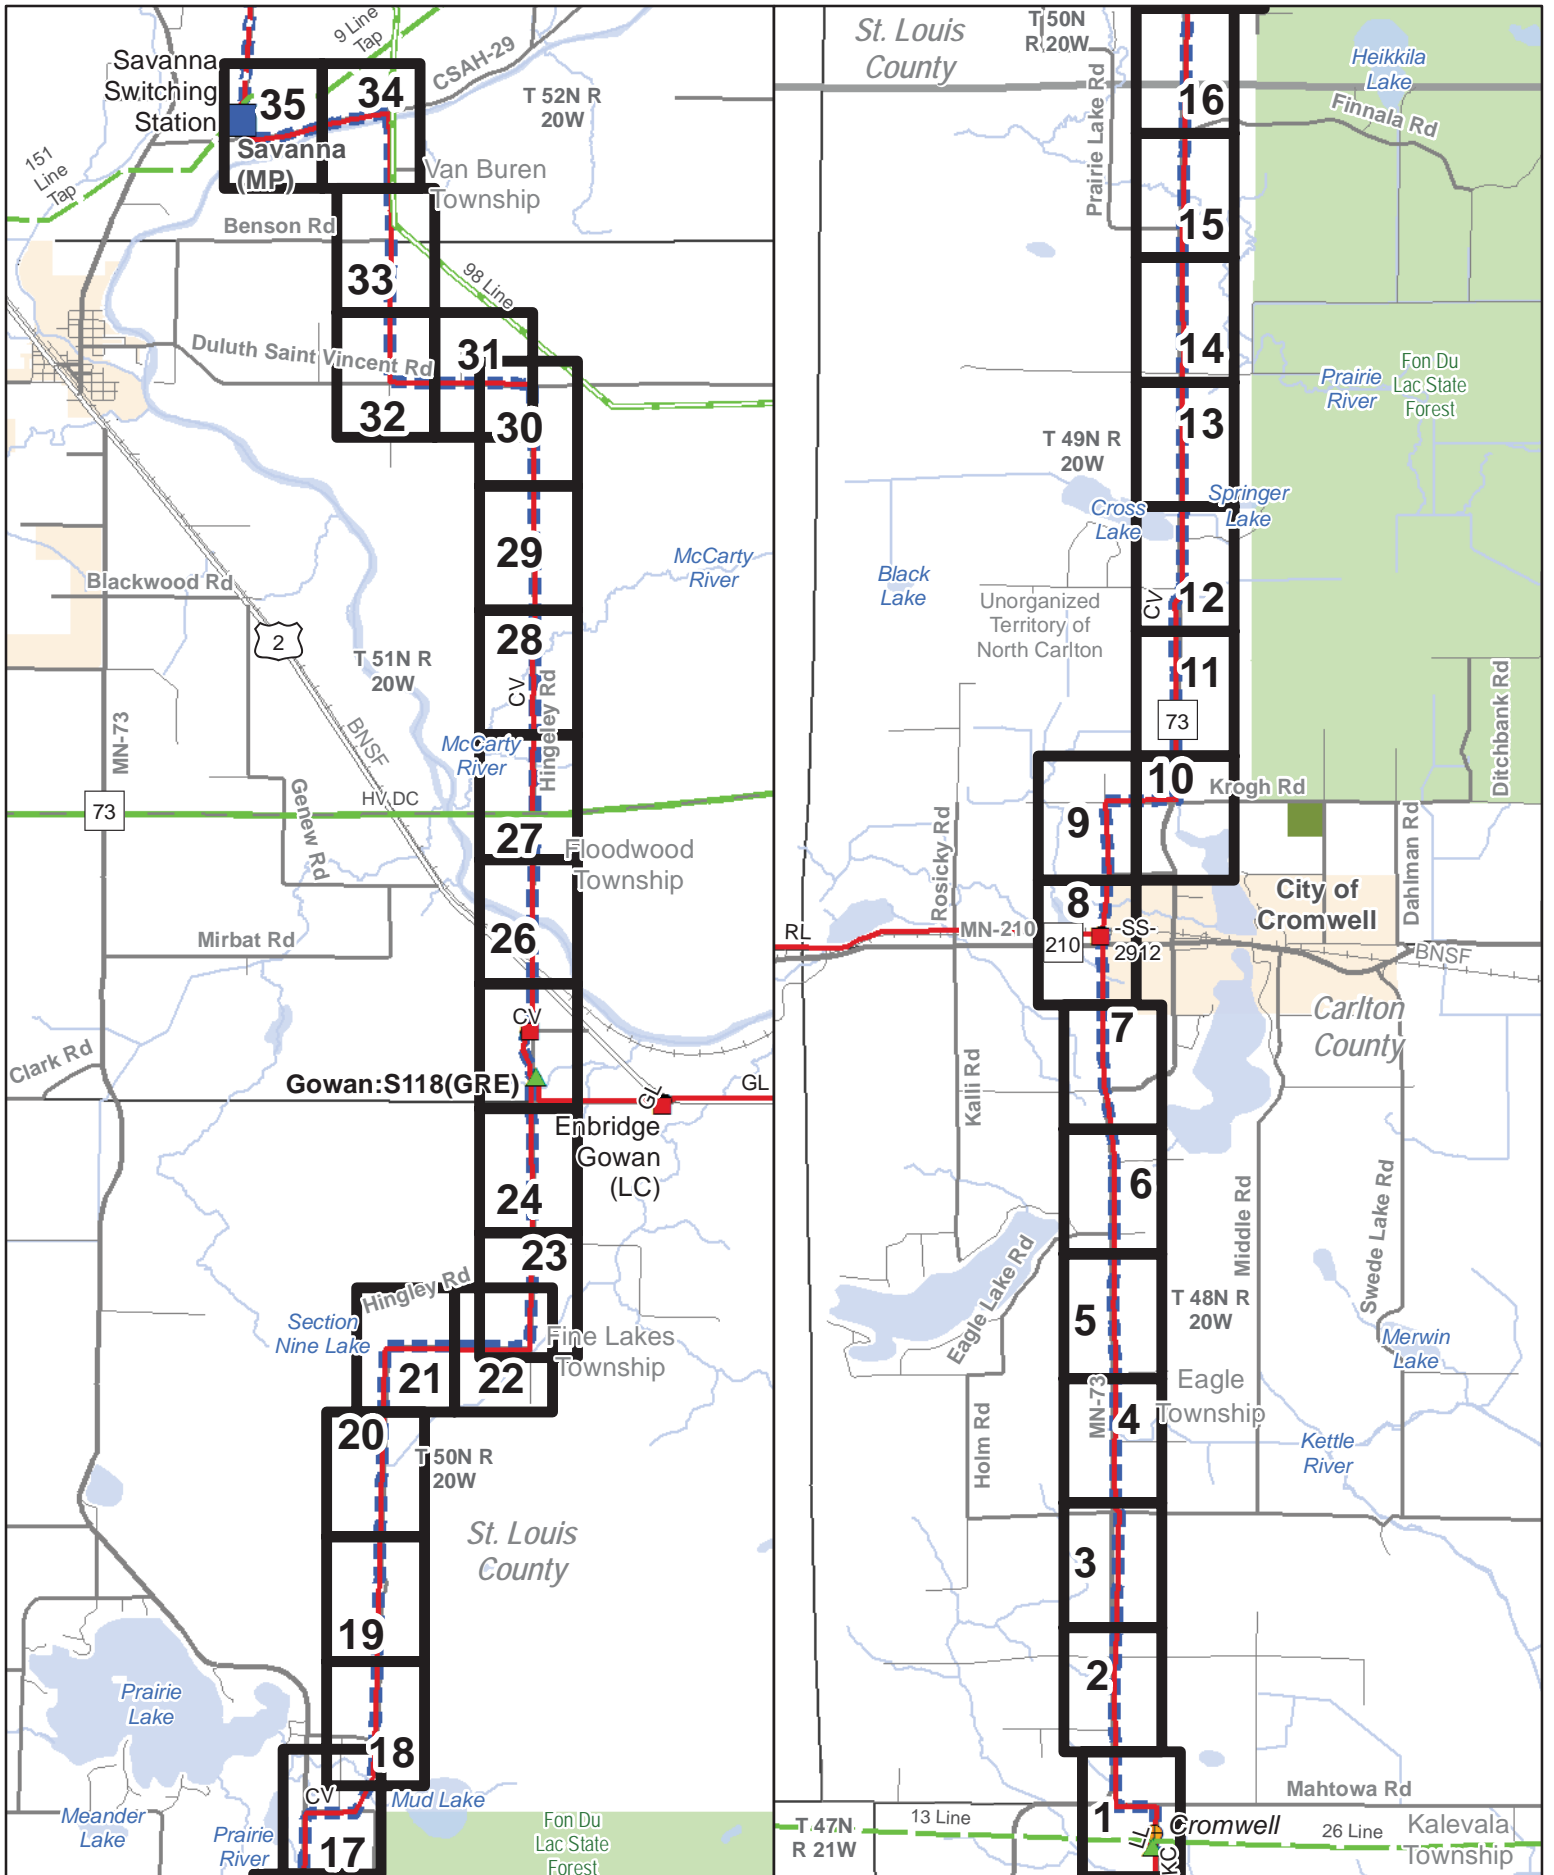 9 Line
Tap
Savanna
Switching
Station
35
34
CSAH-29
T 52N R
20W
Savanna
(MP)
151
Line
Tap
Van Buren
Township
Benson Rd
33
98 Line
Duluth Saint Vincent Rd
31
32
30
29
McCarty
River
Blackwood Rd
2
28
T 51N R
20W
CV
Hingeley Rd
MN-73
BNSF
McCarty
River
73
HVDC
Genew Rd
27
Floodwood
Township
26
Mirbat Rd
CV
Clark Rd
Gowan:S118(GRE)
GL
GL
Enbridge
Gowan
(LC)
24
23
Hingley Rd
Section
Nine Lake
Fine Lakes
Township
21
22
20
T 50N R
20W
St. Louis
County
19
Prairie
Lake
18
CV
Mud Lake
Meander
Lake
Prairie
River
17
Fon Du
Lac State
Forest
St. Louis
County
T 50N
R 20W
Prairie Lake Rd
16
Heikkila
Lake
Finnala Rd
15
14
Prairie
River
Fon Du
Lac State
Forest
13
T 49N R
20W
Cross
Lake
Springer
Lake
Black
Lake
Unorganized
Territory of
North Carlton
CV
12
11
73
Ditchbank Rd
10
Krogh Rd
9
Rosicky Rd
Dahlman Rd
8
City of
Cromwell
RL
MN-210
210
-SS-
2912
BNSF
Carlton
County
7
Kalli Rd
6
Middle Rd
Swede Lake Rd
Eagle Lake Rd
5
T 48N R
20W
Merwin
Lake
MN-73
Eagle
Township
4
Holm Rd
Kettle
River
3
2
Mahtowa Rd
1
T 47N
R 21W
13 Line
LL
Cromwell
KC
26 Line
Kalevala
Township